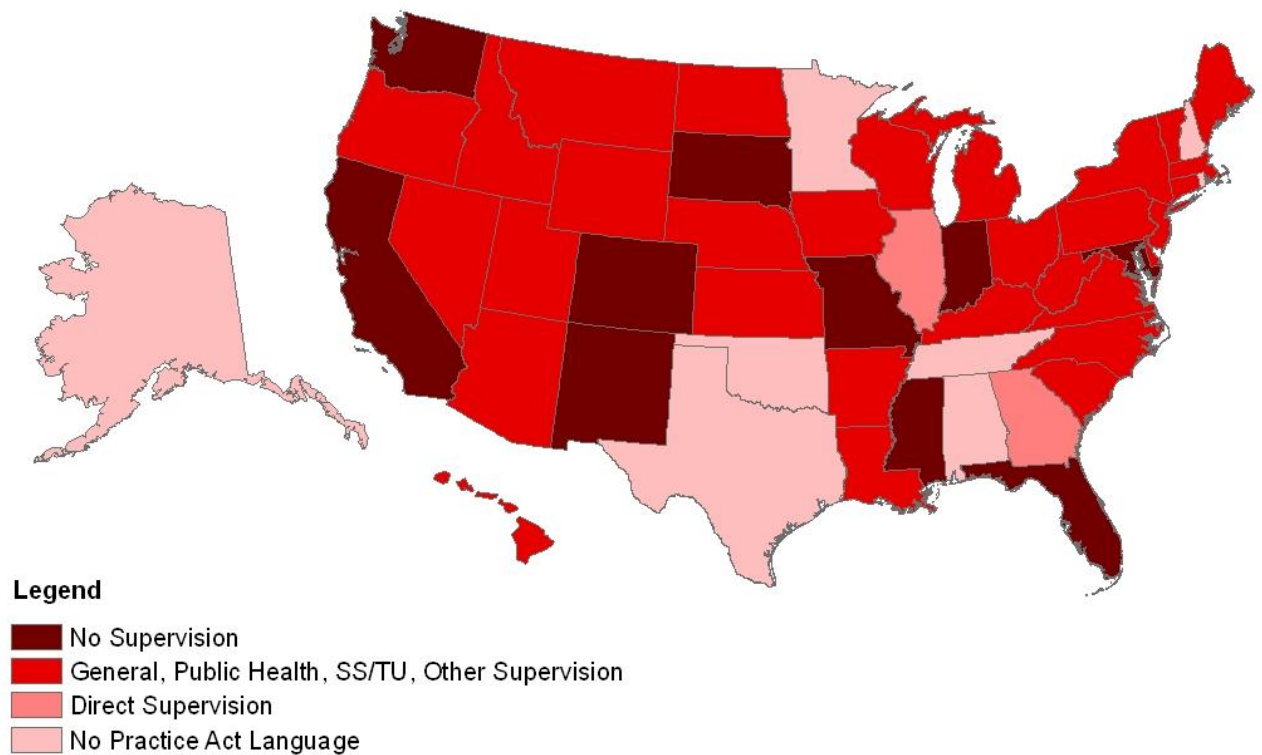 Legend
No Supervision
General, Public Health, SS/TU, Other Supervision
Direct Supervision
No Practice Act Language